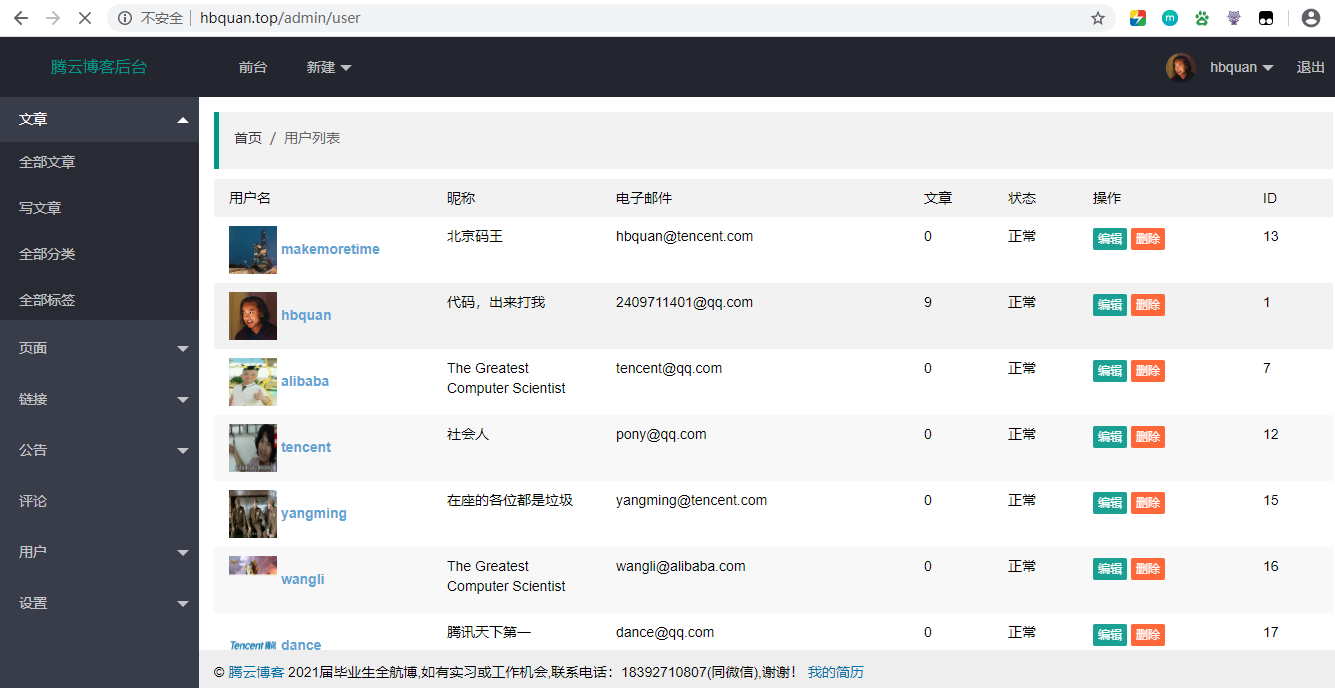 不安全 | hbquan.top/admin/user
腾云博客后台 前台 新建 hbquan 退出
文章
全部文章
写文章
全部分类
全部标签
页面
链接
公告
评论
用户
设置
首页 / 用户列表
用户名 昵称 电子邮件 文章 状态 操作 ID
makemoretime 北京码王 hbquan@tencent.com 0 正常 编辑 删除 13
hbquan 代码，出来打我 2409711401@qq.com 9 正常 编辑 删除 1
alibaba The Greatest tencent@qq.com 0 正常 编辑 删除 7
Computer Scientist
tencent 社会人 pony@qq.com 0 正常 编辑 删除 12
yangming 在座的各位都是垃圾 yangming@tencent.com 0 正常 编辑 删除 15
wangli The Greatest wangli@alibaba.com 0 正常 编辑 删除 16
Computer Scientist
Tencent dance 腾讯天下第一 dance@qq.com 0 正常 编辑 删除 17
© 腾云博客 2021届毕业生全航博,如有实习或工作机会,联系电话：18392710807(同微信),谢谢！ 我的简历